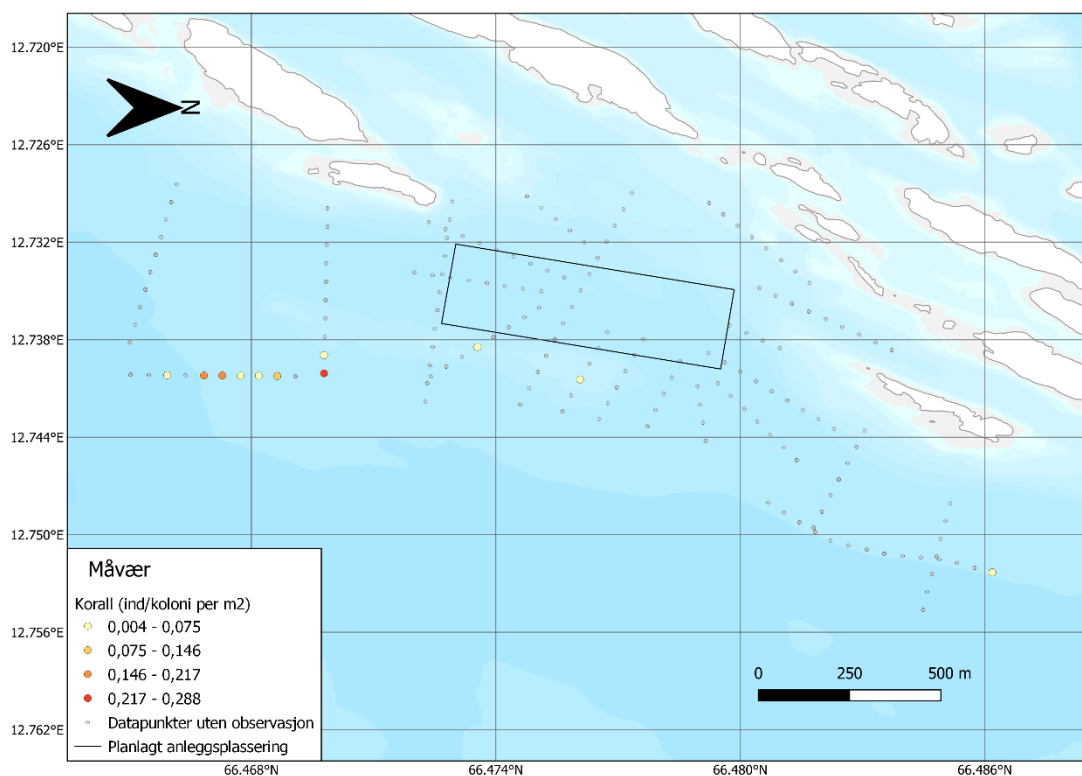 12.720°E
12.726°E
12.732°E
12.738°E
12.744°E
12.750°E
12.756°E
12.762°E
N
Måvær
Korall (ind/koloni per m2)
0,004 - 0,075
0,075 - 0,146
0,146 - 0,217
0,217 - 0,288
Datapunkter uten observasjon
Planlagt anleggsplassering
0 250 500 m
66.468°N 66.474°N 66.480°N 66.486°N